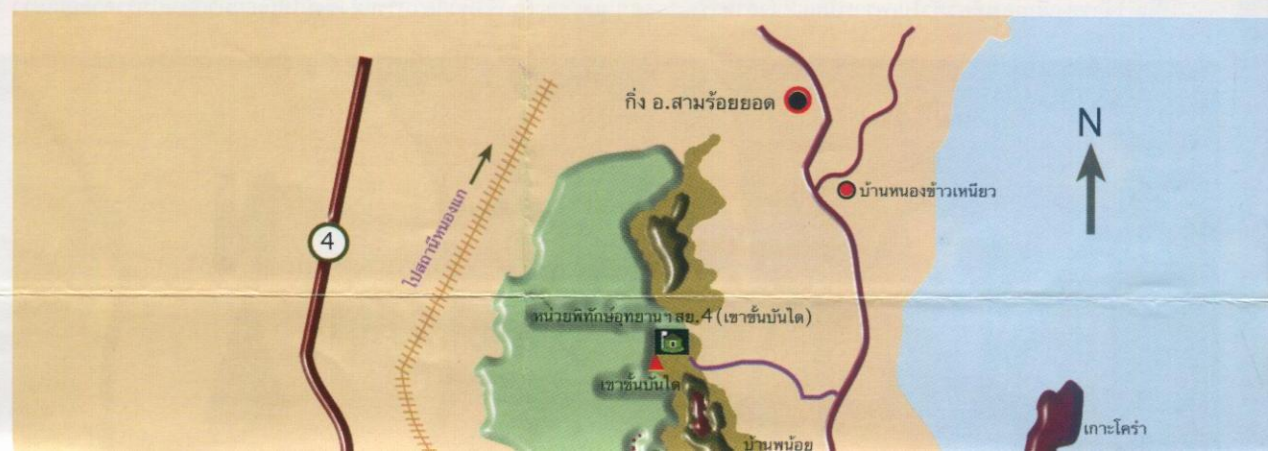 กิ่ง อ.สามร้อยยอด
N
บ้านหนองข้าวเหนียว
4
ไปสถานีหนองแก
หน่วยพิทักษ์อุทยานฯ สย.4 (เขาขั้นบันได)
เขาขั้นบันได
เกาะโครำ
บ้านพุน้อย